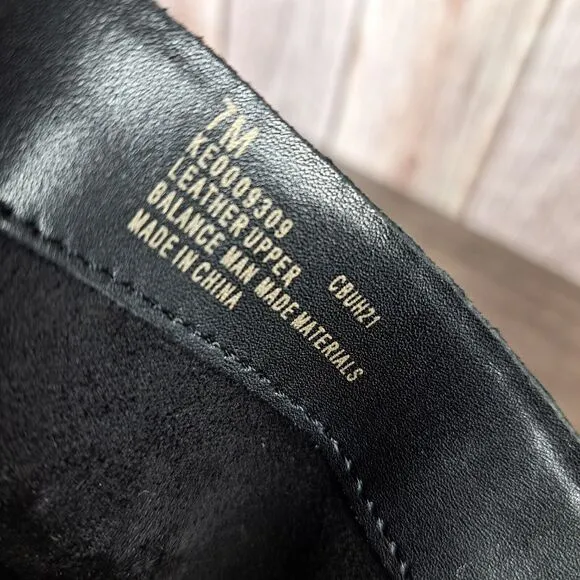 7M
KE0009309
LEATHER UPPER
BALANCE MAN MADE MATERIALS
MADE IN CHINA
CBUH21